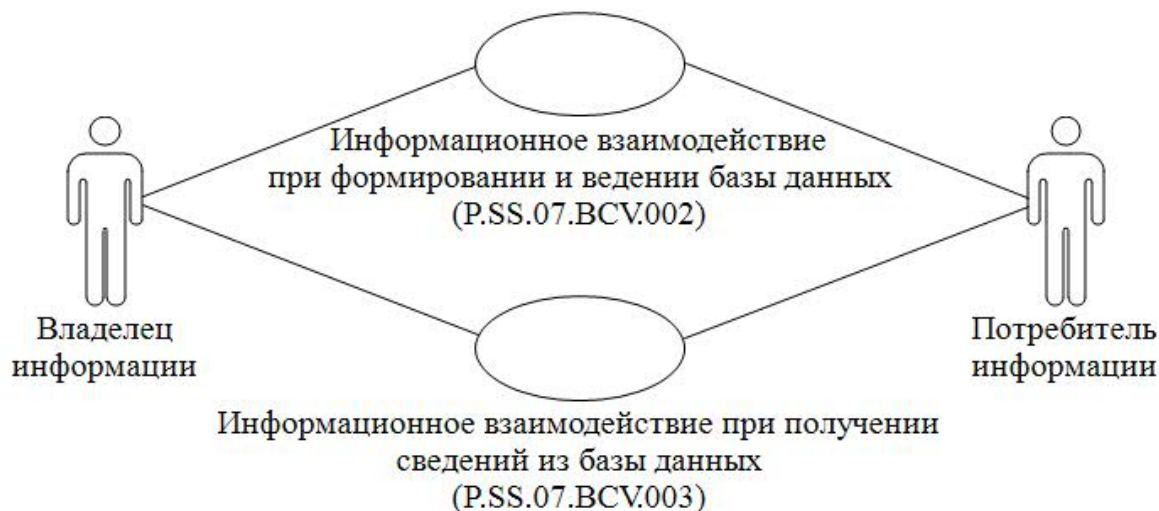 Информационное взаимодействие
при формировании и ведении базы данных
(P.SS.07.BCV.002)
Владелец
информации
Потребитель
информации
Информационное взаимодействие при получении
сведений из базы данных
(P.SS.07.BCV.003)